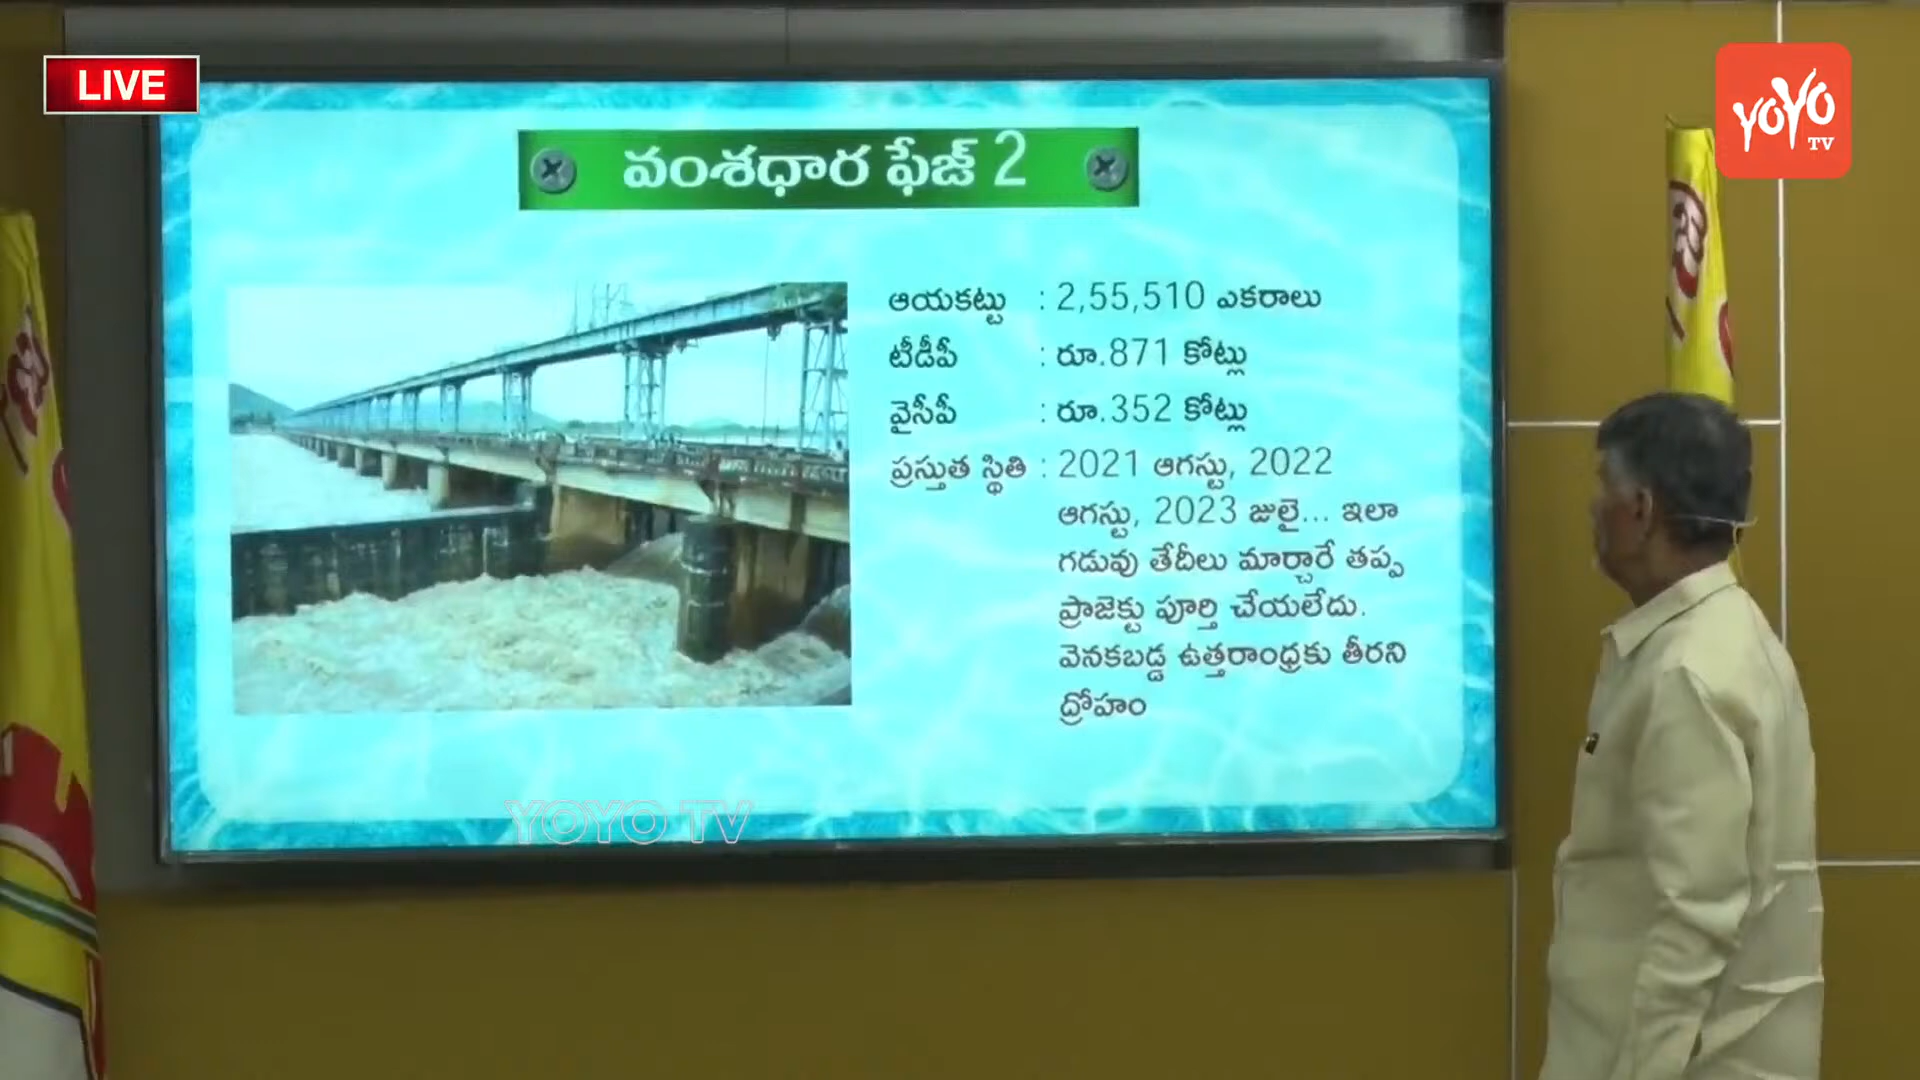 LIVE
YOYO
TV
వంశధార ఫేజ్ 2
ఆయకట్టు : 2,55,510 ఎకరాలు
టీడీపీ : రూ.871 కోట్లు
వైసీపీ : రూ.352 కోట్లు
ప్రస్తుత స్థితి : 2021 ఆగస్టు, 2022
ఆగస్టు, 2023 జులై... ఇలా
గడువు తేదీలు మార్చారే తప్ప
ప్రాజెక్టు పూర్తి చేయలేదు.
వెనకబడ్డ ఉత్తరాంధ్రకు తీరని
ద్రోహం
YOYO TV